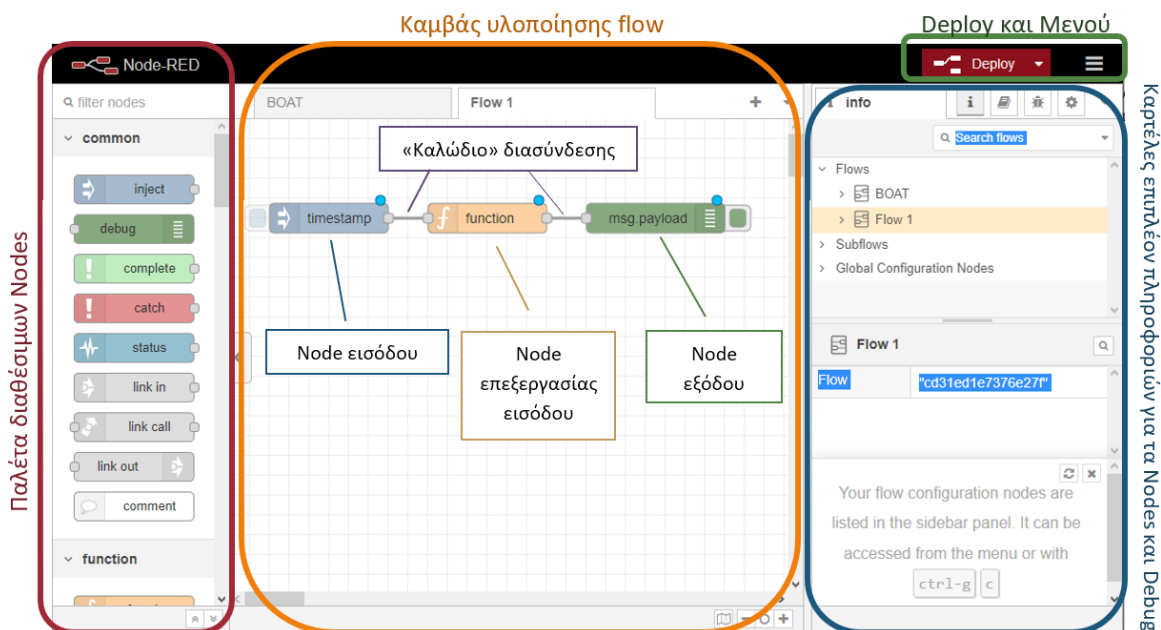 Καμβάς υλοποίησης flow
Deploy και Μενού
Παλέτα διαθέσιμων Nodes
Node-RED
filter nodes
common
inject
debug
complete
catch
status
link in
link call
link out
comment
function
BOAT
Flow 1
«Καλώδιο» διασύνδεσης
timestamp
function
msg.payload
Node εισόδου
Node
επεξεργασίας
εισόδου
Node
εξόδου
Deploy
info
Search flows
Flows
BOAT
Flow 1
Subflows
Global Configuration Nodes
Flow 1
Flow
"cd31ed1e7376e27f"
Your flow configuration nodes are
listed in the sidebar panel. It can be
accessed from the menu or with
ctrl-g c
Καρτέλες επιπλέον πληροφοριών για τα Nodes και Debug